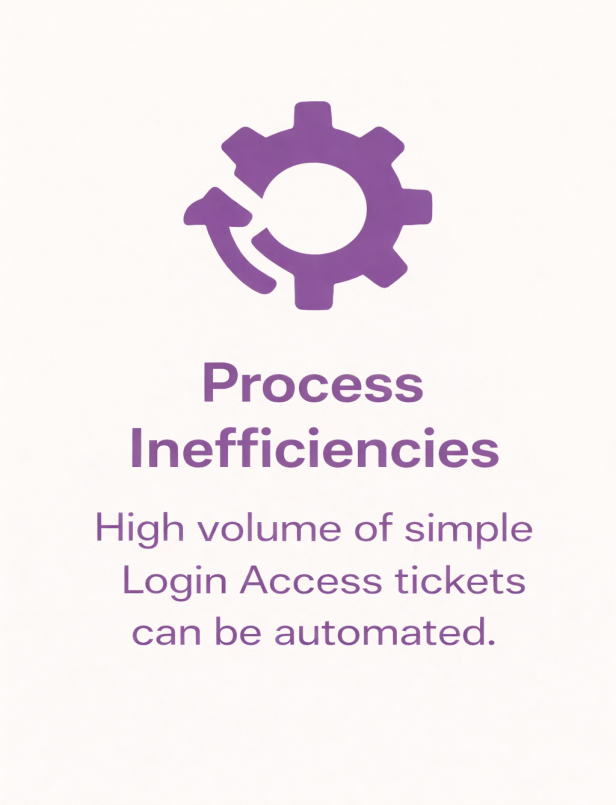 Process
Inefficiencies
High volume of simple
Login Access tickets
can be automated.